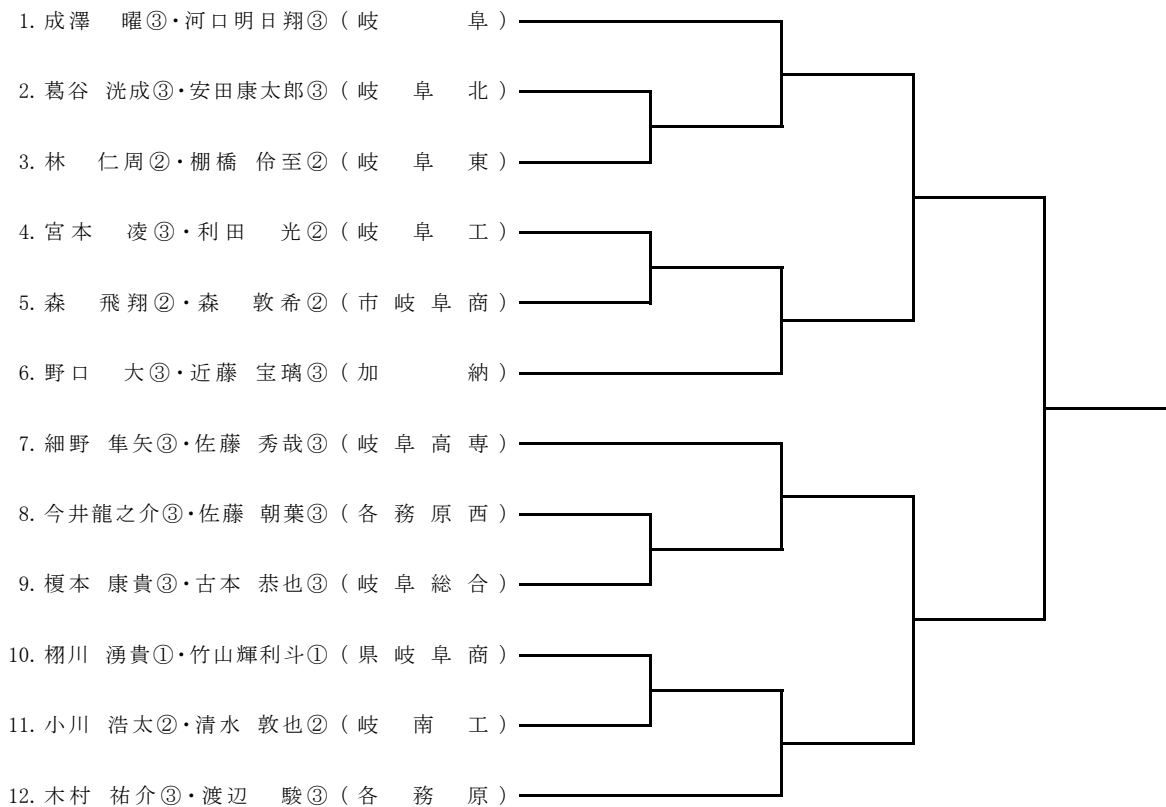 1. 成澤　曜③・河口明日翔③（岐　　阜）
2. 葛谷 洸成③・安田康太郎③（岐　阜　北）
3. 林　仁周②・棚橋 伶至②（岐　阜　東）
4. 宮本　凌③・利田　光②（岐　阜　工）
5. 森　飛翔②・森　敦希②（市岐阜商）
6. 野口　大③・近藤 宝璃③（加　　納）
7. 細野 隼矢③・佐藤 秀哉③（岐阜高専）
8. 今井龍之介③・佐藤 朝葉③（各務原西）
9. 榎本 康貴③・古本 恭也③（岐阜総合）
10. 栩川 湧貴①・竹山輝利斗①（県岐阜商）
11. 小川 浩太②・清水 敦也②（岐　南　工）
12. 木村 祐介③・渡辺　駿③（各　務　原）